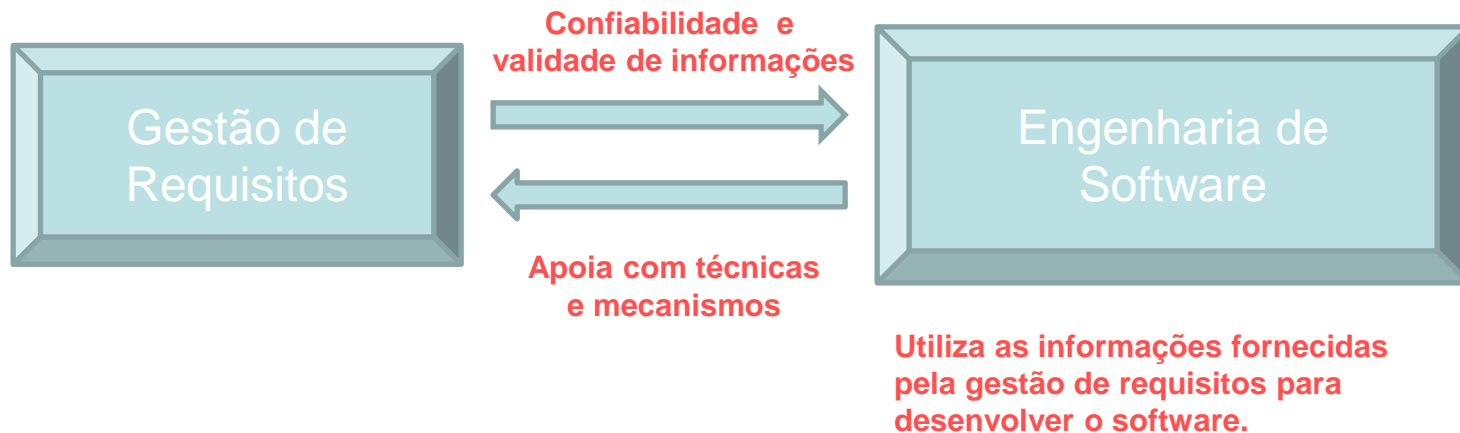 Confiabilidade e
validade de informações
Gestão de
Requisitos
Engenharia de
Software
Apoia com técnicas
e mecanismos
Utiliza as informações fornecidas
pela gestão de requisitos para
desenvolver o software.